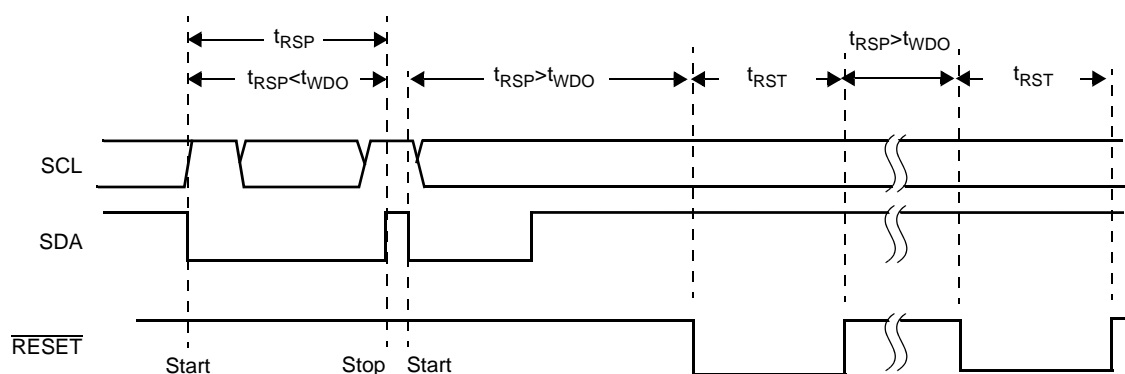 tRSP
tRSP>tWDO
tRSP<tWDO
tRSP>tWDO
tRST
tRST
SCL
SDA
RESET
Start
Stop
Start